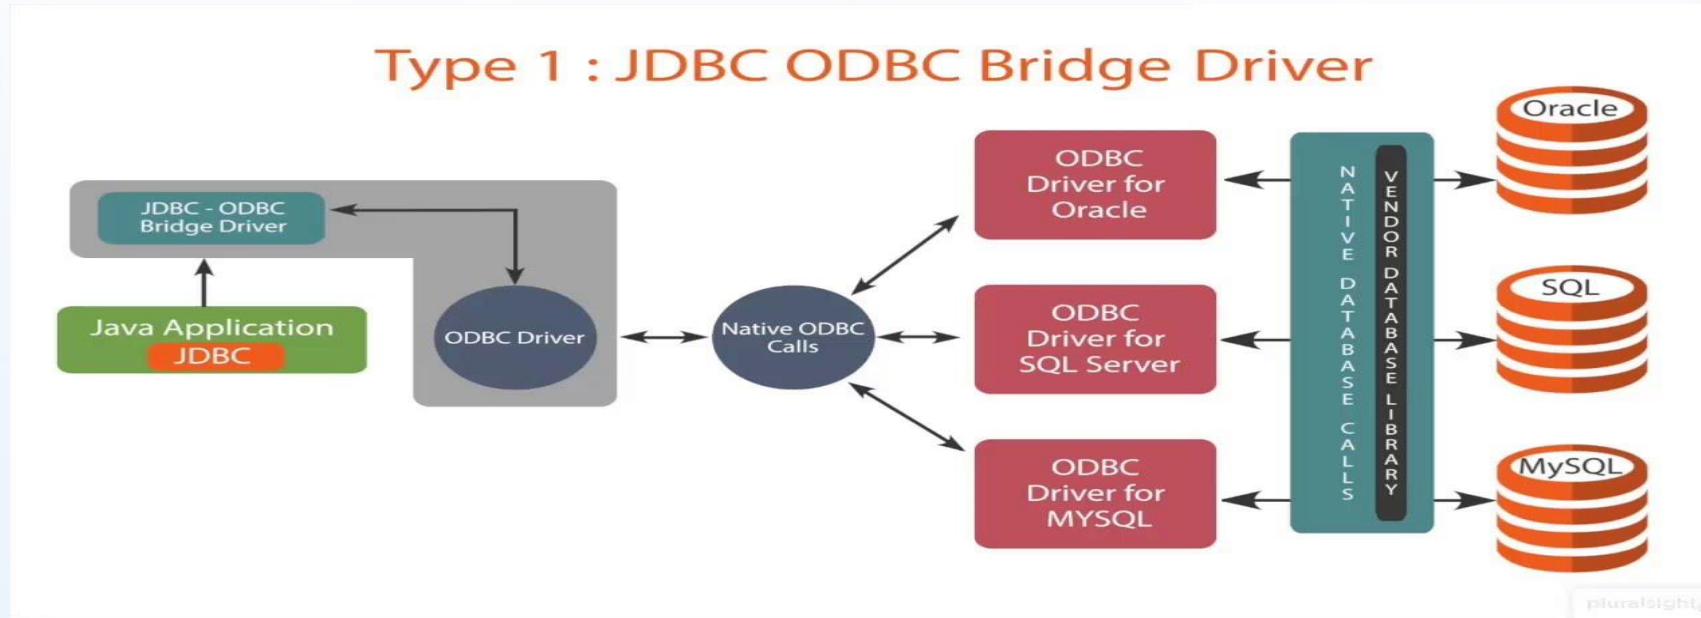 Type 1 : JDBC ODBC Bridge Driver
JDBC - ODBC
Bridge Driver
Java Application
JDBC
ODBC Driver
Native ODBC
Calls
ODBC
Driver for
Oracle
ODBC
Driver for
SQL Server
ODBC
Driver for
MYSQL
NATIVE DATABASE CALLS
VENDOR DATABASE LIBRARY
Oracle
SQL
MySQL
pluralsight